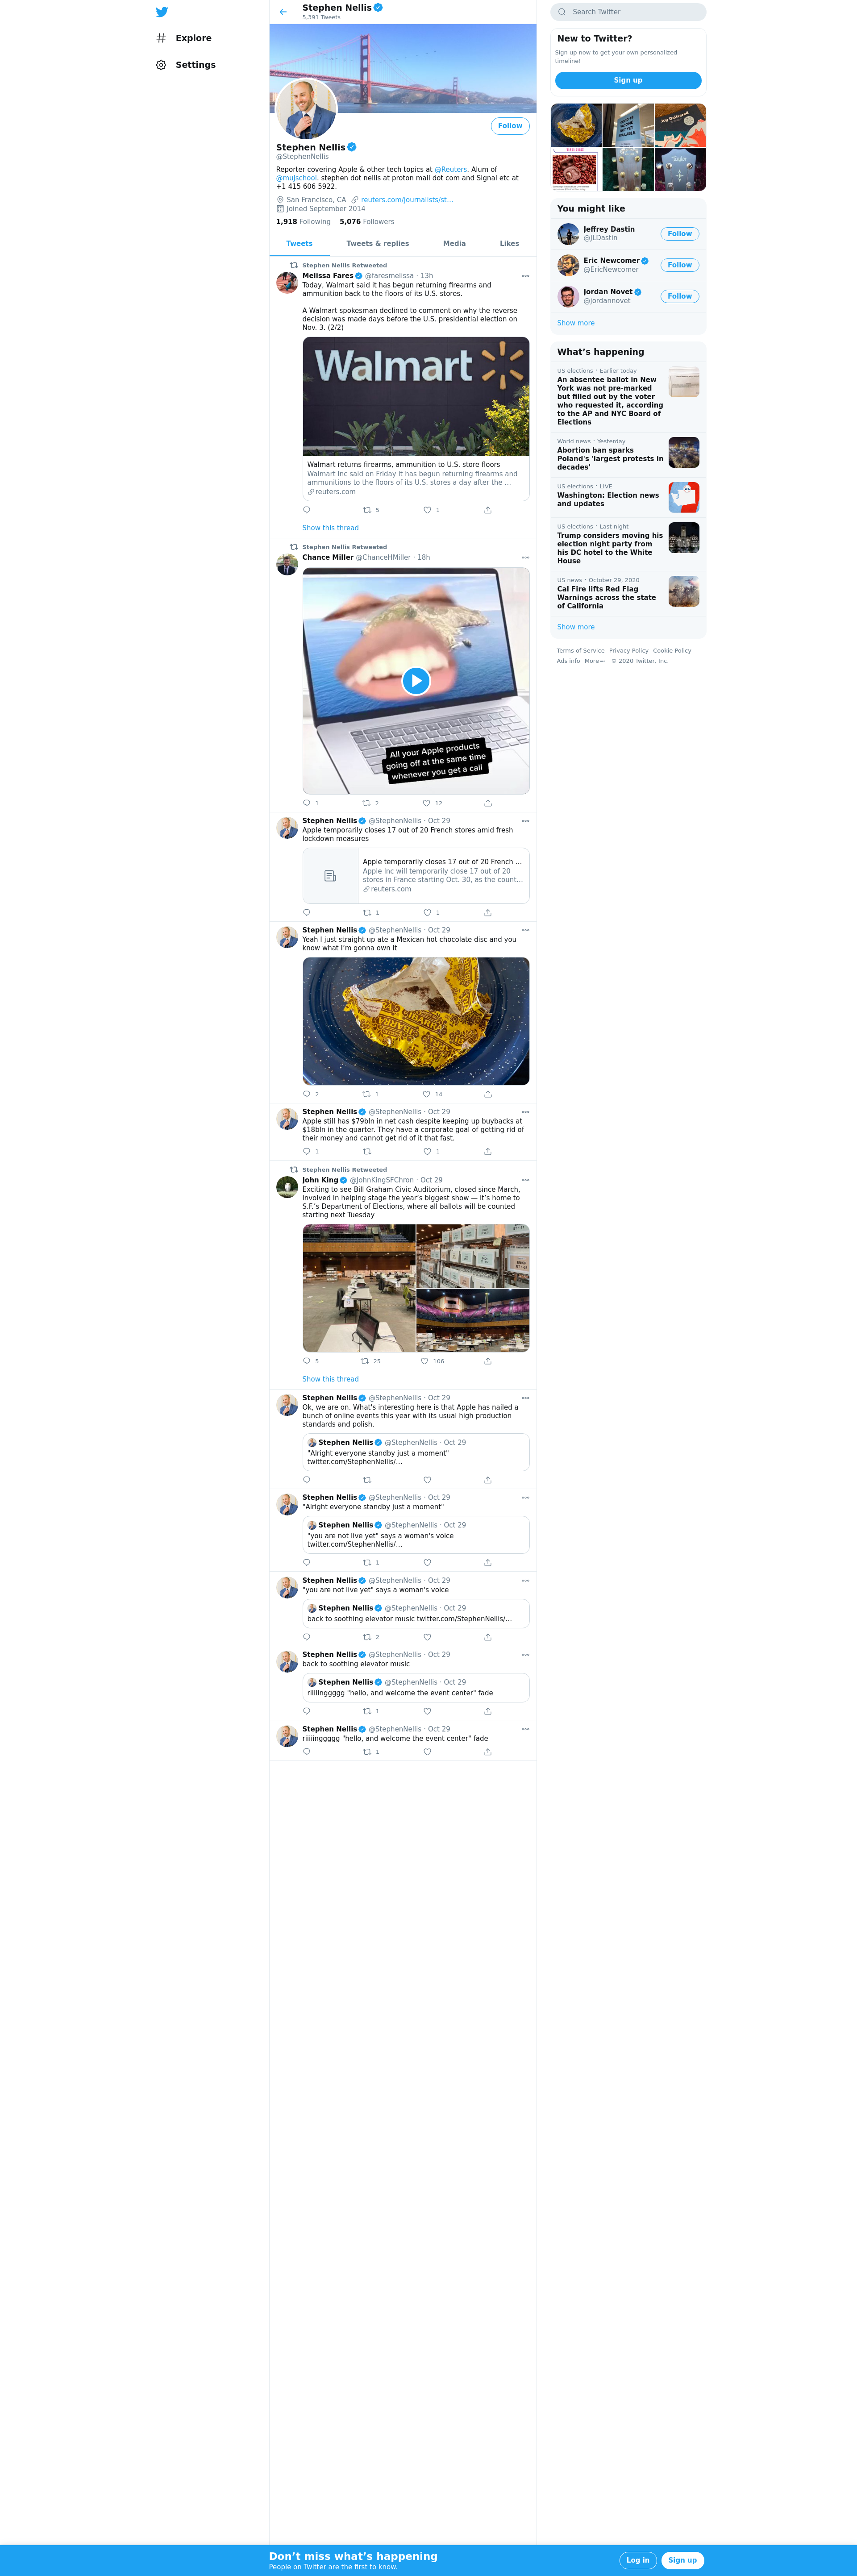 Explore
Settings
Stephen Nellis
5,391 Tweets
Follow
Stephen Nellis
@StephenNellis
Reporter covering Apple & other tech topics at @Reuters. Alum of
@mujschool. stephen dot nellis at proton mail dot com and Signal etc at
+1 415 606 5922.
San Francisco, CA reuters.com/journalists/st...
Joined September 2014
1,918 Following 5,076 Followers
Tweets Tweets & replies Media Likes
Stephen Nellis Retweeted
Melissa Fares @faresmelissa · 13h
Today, Walmart said it has begun returning firearms and
ammunition back to the floors of its U.S. stores.
A Walmart spokesman declined to comment on why the reverse
decision was made days before the U.S. presidential election on
Nov. 3. (2/2)
Walmart
Walmart returns firearms, ammunition to U.S. store floors
Walmart Inc said on Friday it has begun returning firearms and
ammunitions to the floors of its U.S. stores a day after the ...
reuters.com
5 1
Show this thread
Stephen Nellis Retweeted
Chance Miller @ChanceHMiller · 18h
All your Apple products
going off at the same time
whenever you get a call
1 2 12
Stephen Nellis @StephenNellis · Oct 29
Apple temporarily closes 17 out of 20 French stores amid fresh
lockdown measures
Apple temporarily closes 17 out of 20 French ...
Apple Inc will temporarily close 17 out of 20
stores in France starting Oct. 30, as the count...
reuters.com
1 1
Stephen Nellis @StephenNellis · Oct 29
Yeah I just straight up ate a Mexican hot chocolate disc and you
know what I'm gonna own it
IBARRA
2 1 14
Stephen Nellis @StephenNellis · Oct 29
Apple still has $79bln in net cash despite keeping up buybacks at
$18bln in the quarter. They have a corporate goal of getting rid of
their money and cannot get rid of it that fast.
1 1
Stephen Nellis Retweeted
John King @JohnKingSFChron · Oct 29
Exciting to see Bill Graham Civic Auditorium, closed since March,
involved in helping stage the year's biggest show — it's home to
S.F.'s Department of Elections, where all ballots will be counted
starting next Tuesday
5 25 106
Show this thread
Stephen Nellis @StephenNellis · Oct 29
Ok, we are on. What's interesting here is that Apple has nailed a
bunch of online events this year with its usual high production
standards and polish.
Stephen Nellis @StephenNellis · Oct 29
"Alright everyone standby just a moment"
twitter.com/StephenNellis/...
Stephen Nellis @StephenNellis · Oct 29
"Alright everyone standby just a moment"
Stephen Nellis @StephenNellis · Oct 29
"you are not live yet" says a woman's voice
twitter.com/StephenNellis/...
1
Stephen Nellis @StephenNellis · Oct 29
"you are not live yet" says a woman's voice
Stephen Nellis @StephenNellis · Oct 29
back to soothing elevator music twitter.com/StephenNellis/...
2
Stephen Nellis @StephenNellis · Oct 29
back to soothing elevator music
Stephen Nellis @StephenNellis · Oct 29
riiiiinggggg "hello, and welcome the event center" fade
1
Stephen Nellis @StephenNellis · Oct 29
riiiiinggggg "hello, and welcome the event center" fade
1
Search Twitter
New to Twitter?
Sign up now to get your own personalized
timeline!
Sign up
You might like
Jeffrey Dastin
@JLDastin
Follow
Eric Newcomer
@EricNewcomer
Follow
Jordan Novet
@jordannovet
Follow
Show more
What's happening
US elections · Earlier today
An absentee ballot in New
York was not pre-marked
but filled out by the voter
who requested it, according
to the AP and NYC Board of
Elections
World news · Yesterday
Abortion ban sparks
Poland's 'largest protests in
decades'
US elections · LIVE
Washington: Election news
and updates
US elections · Last night
Trump considers moving his
election night party from
his DC hotel to the White
House
US news · October 29, 2020
Cal Fire lifts Red Flag
Warnings across the state
of California
Show more
Terms of Service Privacy Policy Cookie Policy
Ads info More © 2020 Twitter, Inc.
Don't miss what's happening
People on Twitter are the first to know.
Log in
Sign up